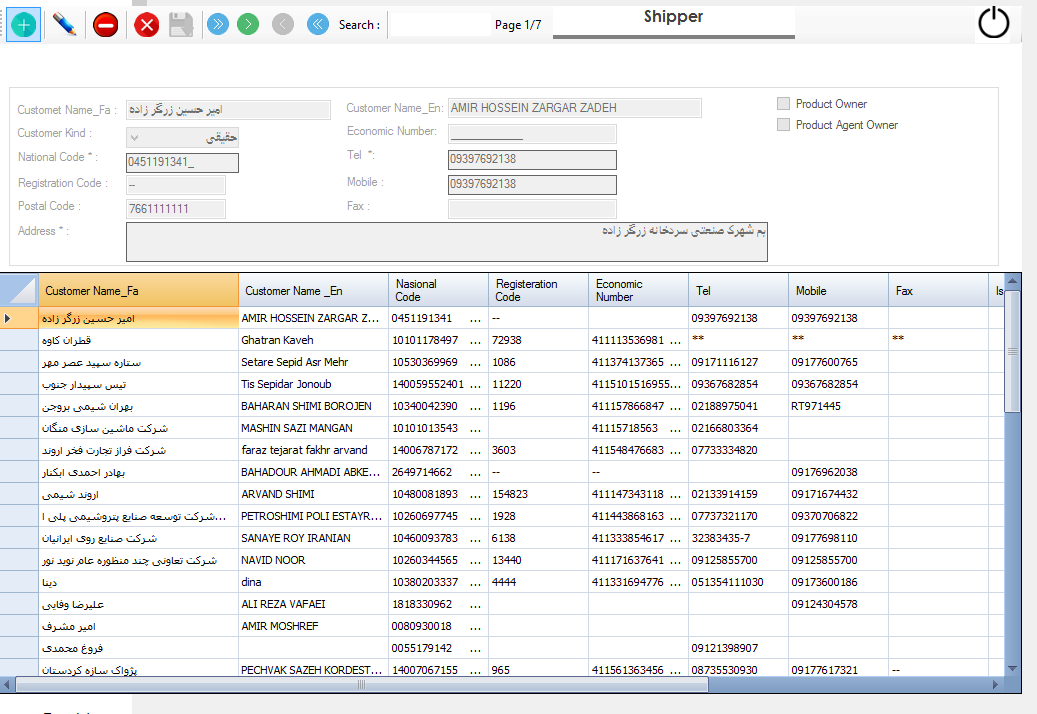 Search :
Page 1/7
Shipper
Customet Name_Fa : امیر حسین زرگر زاده Customer Name_En: AMIR HOSSEIN ZARGAR ZADEH Product Owner
Customer Kind : حقیقی Economic Number: Product Agent Owner
National Code * : 0451191341_ Tel *: 09397692138
Registration Code : -- Mobile : 09397692138
Postal Code : 7661111111 Fax :
Address * : بم شهرک صنعتی سردخانه زرگر زاده
Customer Name_Fa Customer Name _En Nasional Code Registeration Code Economic Number Tel Mobile Fax Is
امیر حسین زرگر زاده AMIR HOSSEIN ZARGAR Z... 0451191341 ... -- 09397692138 09397692138
قطران کاوه Ghatran Kaveh 10101178497 ... 72938 411113536981 ... ** ** **
ستاره سپید عصر مهر Setare Sepid Asr Mehr 10530369969 ... 1086 411374137365 ... 09171116127 09177600765
تیس سپیدار جنوب Tis Sepidar Jonoub 140059552401 ... 11220 4115101516955... 09367682854 09367682854
بهران شیمی بروجن BAHARAN SHIMI BOROJEN 10340042390 ... 1196 411157866847 ... 02188975041 RT971445
شرکت ماشین سازی منگان MASHIN SAZI MANGAN 10101013543 ... 41115718563 ... 02166803364
شرکت فراز تجارت فخر اروند faraz tejarat fakhr arvand 14006787172 ... 3603 411548476683 ... 07733334820
بهادر احمدی ابکنار BAHADOUR AHMADI ABKE... 2649714662 ... -- -- 09176962038
اروند شیمی ARVAND SHIMI 10480081893 ... 154823 411147343118 ... 02133914159 09171674432
شرکت توسعه صنایع پتروشیمی پلی ا... PETROSHIMI POLI ESTAYR... 10260697745 ... 1928 411443868163 ... 07737321170 09370706822
شرکت صنایع روی ایرانیان SANAYE ROY IRANIAN 10460093783 ... 6138 411333854617 ... 32383435-7 09177698110
شرکت تعاونی چند منظوره عام نوید نور NAVID NOOR 10260344565 ... 13440 411171637641 ... 09125855700 09125855700
دینا dina 10380203337 ... 4444 411331694776 ... 051354111030 09173600186
علیرضا وفایی ALI REZA VAFAEI 1818330962 ... 09124304578
امیر مشرف AMIR MOSHREF 0080930018 ...
فروغ محمدی 0055179142 ... 09121398907
پژواک سازه کردستان PECHVAK SAZEH KORDEST... 14007067155 ... 965 411561363456 ... 08735530930 09177617321 --